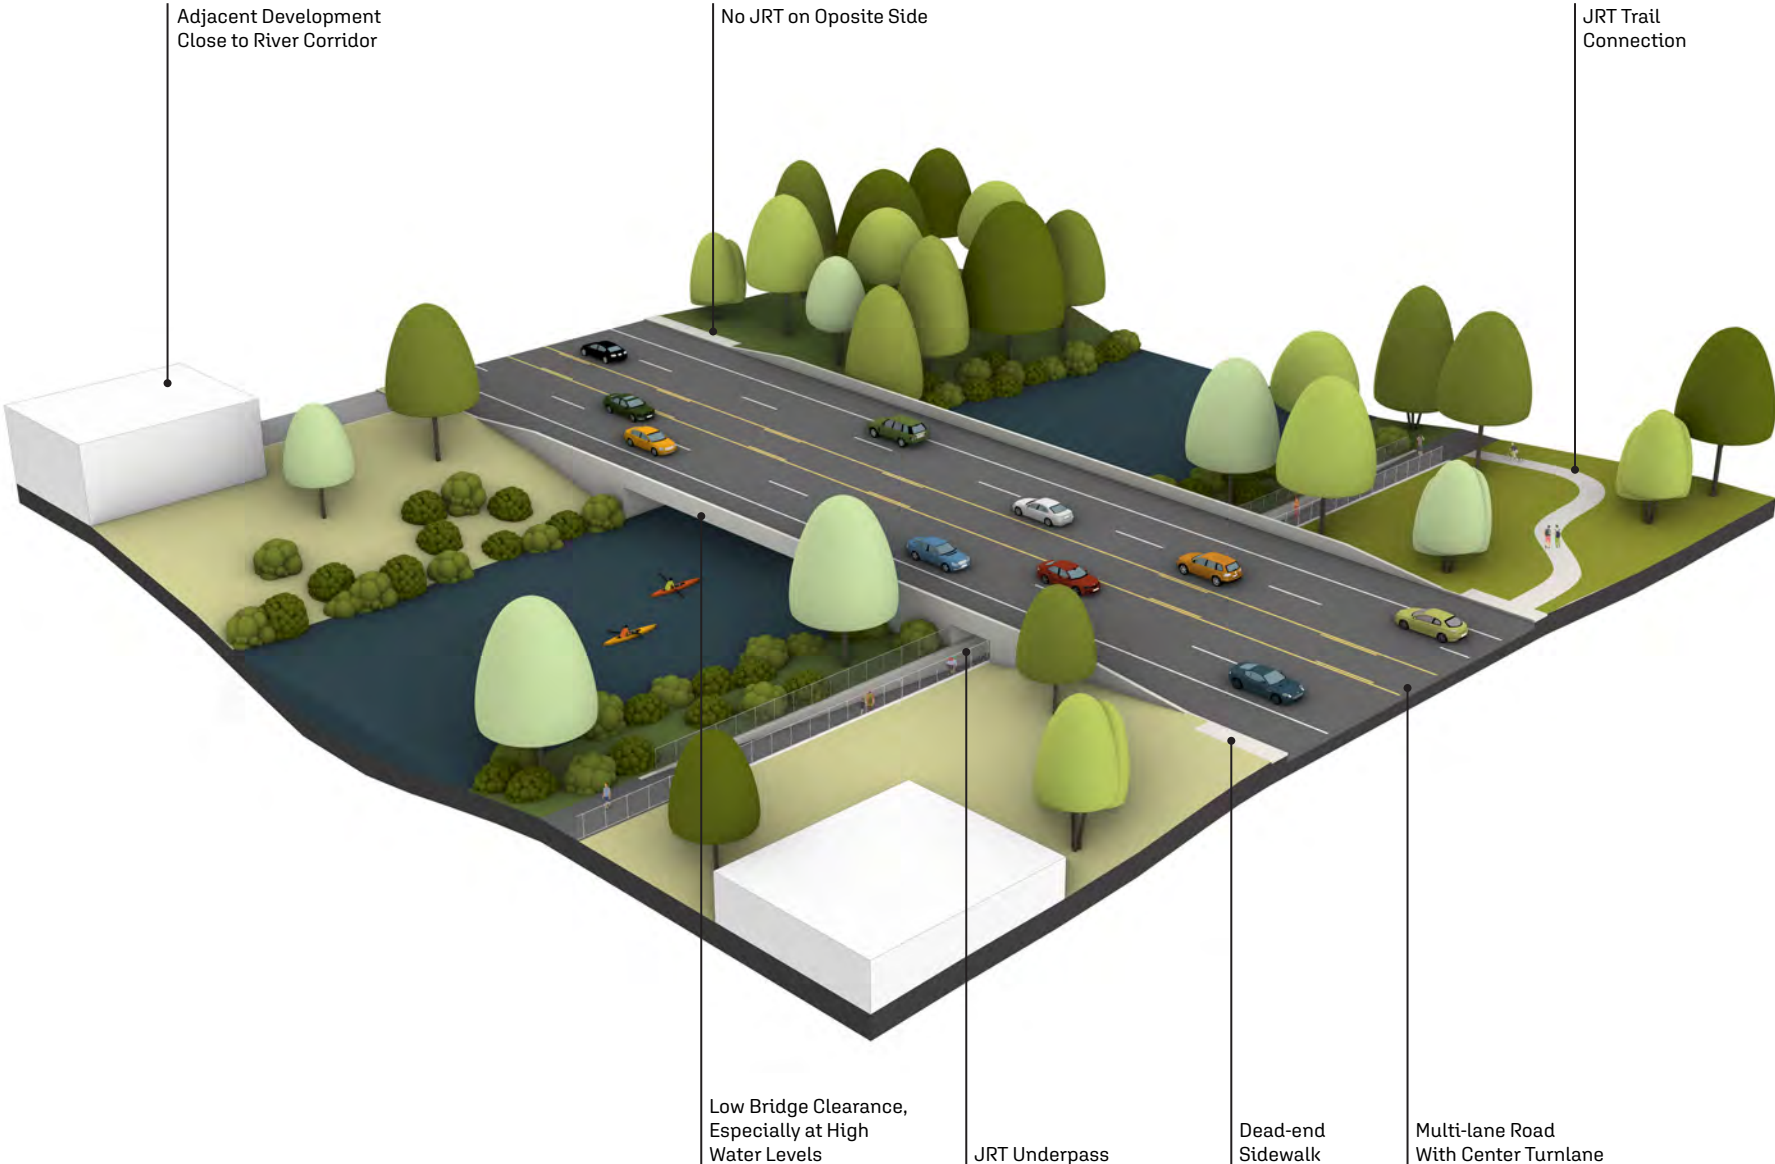 Adjacent Development
Close to River Corridor
No JRT on Oposite Side
JRT Trail
Connection
Low Bridge Clearance,
Especially at High
Water Levels
JRT Underpass
Dead-end
Sidewalk
Multi-lane Road
With Center Turnlane